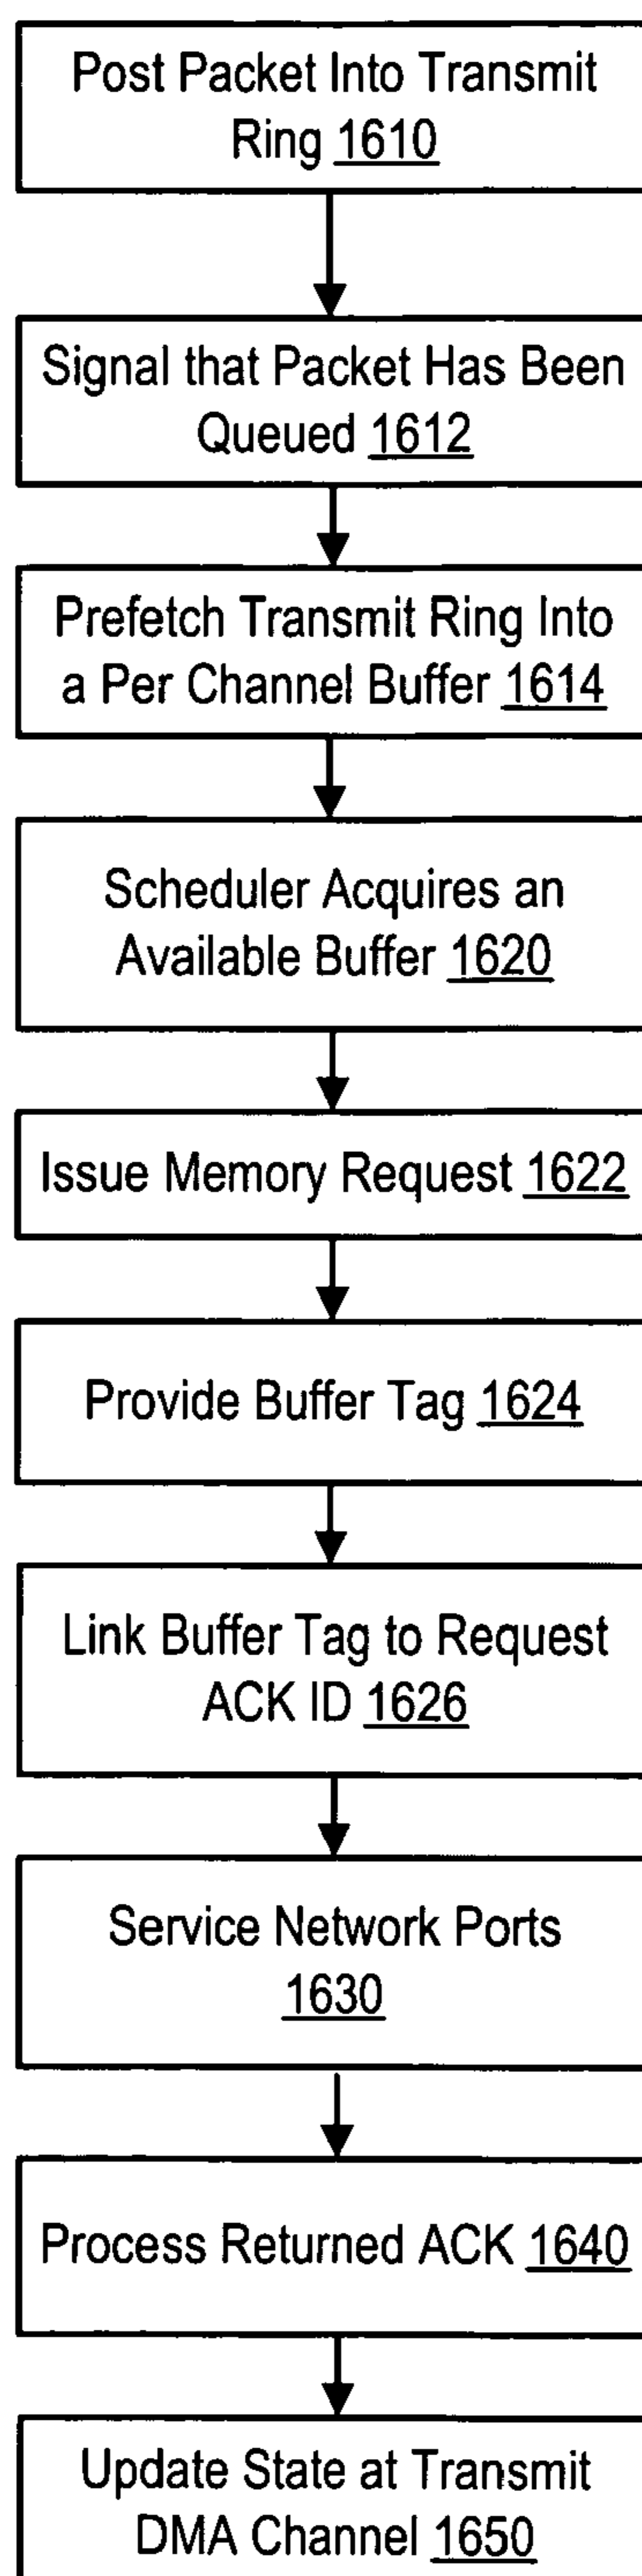 Post Packet Into Transmit
Ring 1610
Signal that Packet Has Been
Queued 1612
Prefetch Transmit Ring Into
a Per Channel Buffer 1614
Scheduler Acquires an
Available Buffer 1620
Issue Memory Request 1622
Provide Buffer Tag 1624
Link Buffer Tag to Request
ACK ID 1626
Service Network Ports
1630
Process Returned ACK 1640
Update State at Transmit
DMA Channel 1650